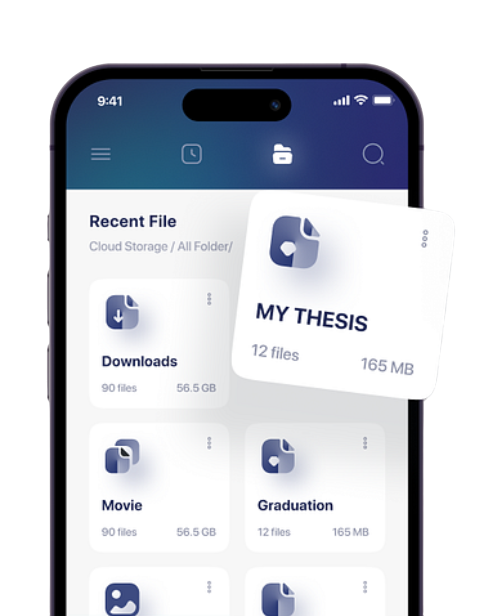 9:41
Recent File
Cloud Storage / All Folder/
MY THESIS
12 files 165 MB
Downloads
90 files 56.5 GB
Movie
90 files 56.5 GB
Graduation
12 files 165 MB